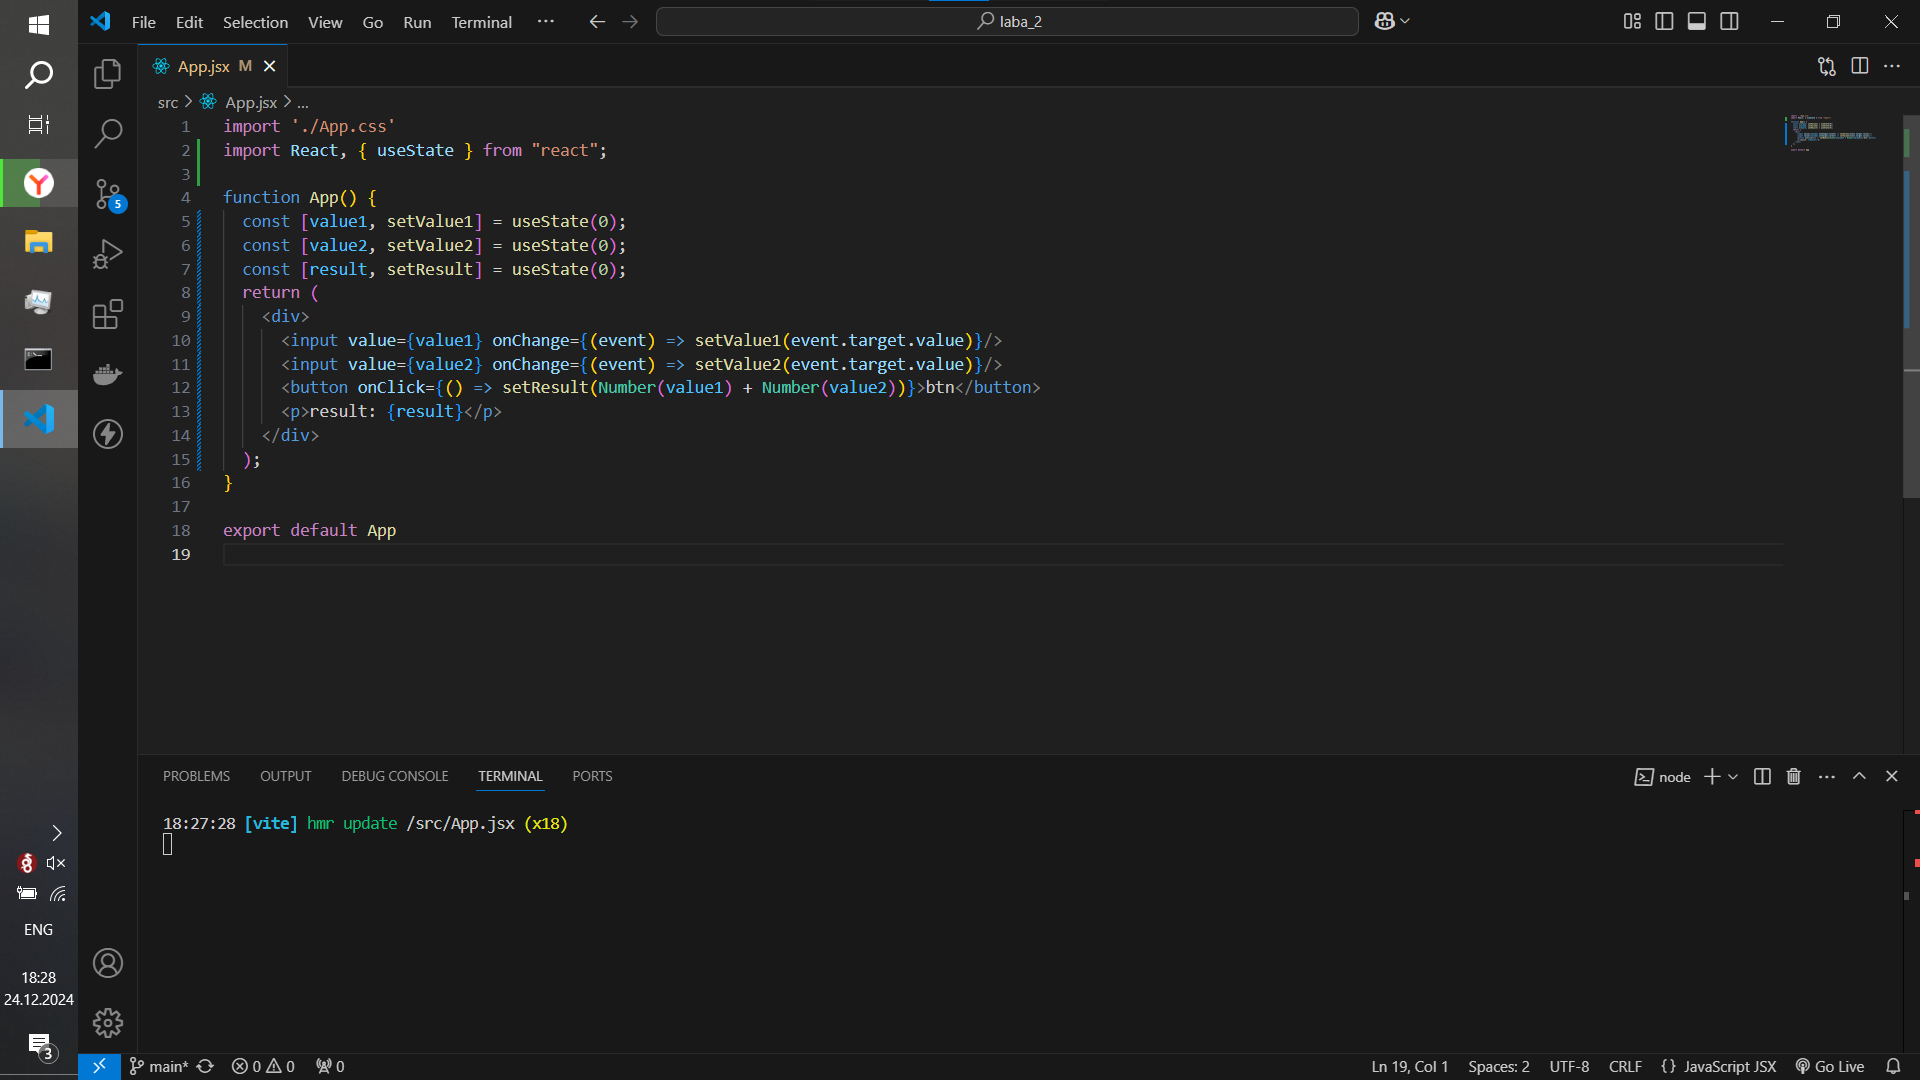 File Edit Selection View Go Run Terminal ··· laba_2
App.jsx M
src > App.jsx > ...
1 import './App.css'
2 import React, { useState } from "react";
3
4 function App() {
5 const [value1, setValue1] = useState(0);
6 const [value2, setValue2] = useState(0);
7 const [result, setResult] = useState(0);
8 return (
9 <div>
10 <input value={value1} onChange={(event) => setValue1(event.target.value)}/>
11 <input value={value2} onChange={(event) => setValue2(event.target.value)}/>
12 <button onClick={() => setResult(Number(value1) + Number(value2))}>btn</button>
13 <p>result: {result}</p>
14 </div>
15 );
16 }
17
18 export default App
19
5
PROBLEMS OUTPUT DEBUG CONSOLE TERMINAL PORTS node
18:27:28 [vite] hmr update /src/App.jsx (x18)
ENG
18:28
24.12.2024
3
main* 0 0 0 Ln 19, Col 1 Spaces: 2 UTF-8 CRLF {} JavaScript JSX Go Live